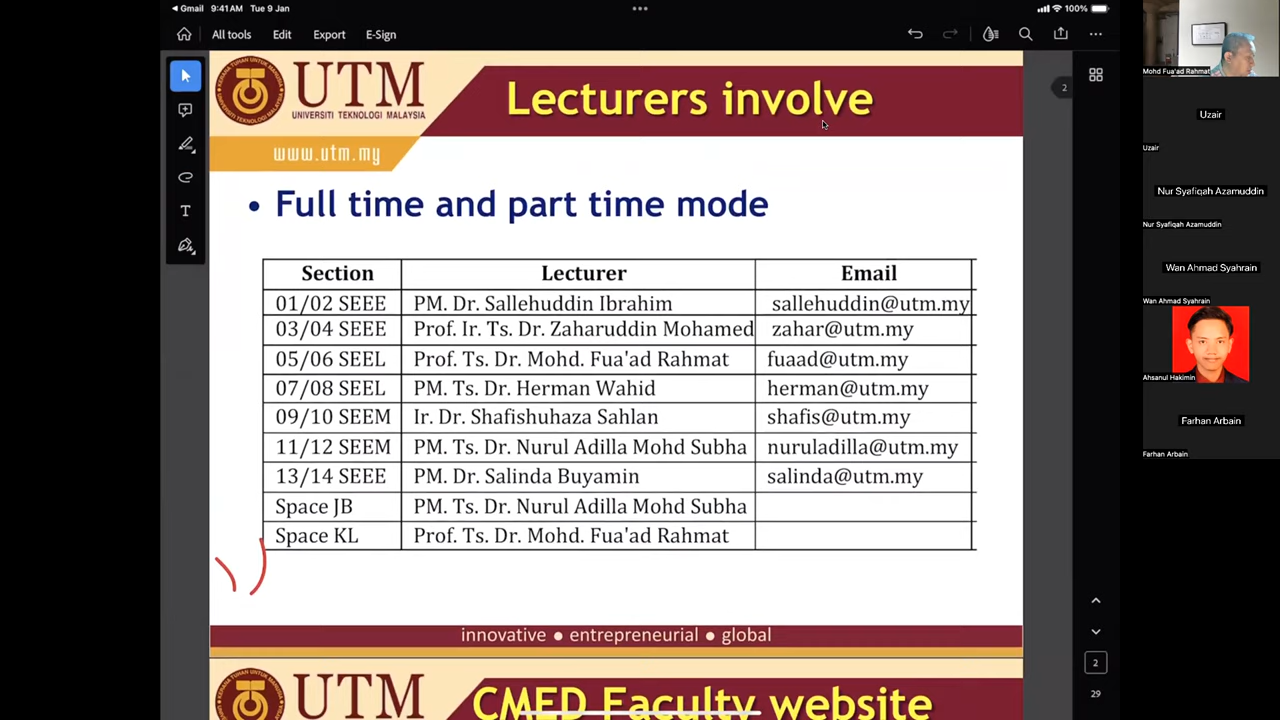 Gmail 9:41 AM Tue 9 Jan 100%
All tools Edit Export E-Sign
UTM
UNIVERSITI TEKNOLOGI MALAYSIA
www.utm.my
Lecturers involve
2
• Full time and part time mode
Section Lecturer Email
01/02 SEEE PM. Dr. Sallehuddin Ibrahim sallehuddin@utm.my
03/04 SEEE Prof. Ir. Ts. Dr. Zaharuddin Mohamed zahar@utm.my
05/06 SEEL Prof. Ts. Dr. Mohd. Fua'ad Rahmat fuaad@utm.my
07/08 SEEL PM. Ts. Dr. Herman Wahid herman@utm.my
09/10 SEEM Ir. Dr. Shafishuhaza Sahlan shafis@utm.my
11/12 SEEM PM. Ts. Dr. Nurul Adilla Mohd Subha nuruladilla@utm.my
13/14 SEEE PM. Dr. Salinda Buyamin salinda@utm.my
Space JB PM. Ts. Dr. Nurul Adilla Mohd Subha
Space KL Prof. Ts. Dr. Mohd. Fua'ad Rahmat
innovative ● entrepreneurial ● global
UTM
CMED Faculty website
2
29
Mohd Fua'ad Rahmat
Uzair
Uzair
Nur Syafiqah Azamuddin
Nur Syafiqah Azamuddin
Wan Ahmad Syahrain
Wan Ahmad Syahrain
Ahsanul Hakimin
Farhan Arbain
Farhan Arbain